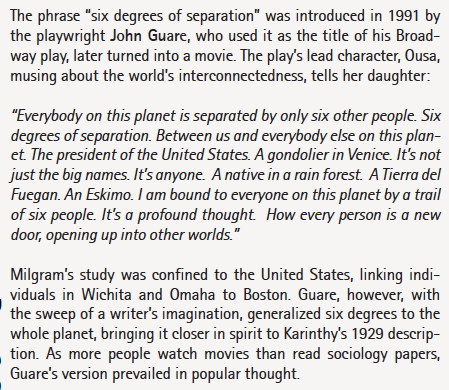 The phrase “six degrees of separation” was introduced in 1991 by
the playwright John Guare, who used it as the title of his Broad-
way play, later turned into a movie. The play’s lead character, Ousa,
musing about the world’s interconnectedness, tells her daughter:
“Everybody on this planet is separated by only six other people. Six
degrees of separation. Between us and everybody else on this plan-
et. The president of the United States. A gondolier in Venice. It’s not
just the big names. It’s anyone. A native in a rain forest. A Tierra del
Fuegan. An Eskimo. I am bound to everyone on this planet by a trail
of six people. It’s a profound thought. How every person is a new
door, opening up into other worlds.”
Milgram’s study was confined to the United States, linking indi-
viduals in Wichita and Omaha to Boston. Guare, however, with
the sweep of a writer’s imagination, generalized six degrees to the
whole planet, bringing it closer in spirit to Karinthy’s 1929 descrip-
tion. As more people watch movies than read sociology papers,
Guare’s version prevailed in popular thought.